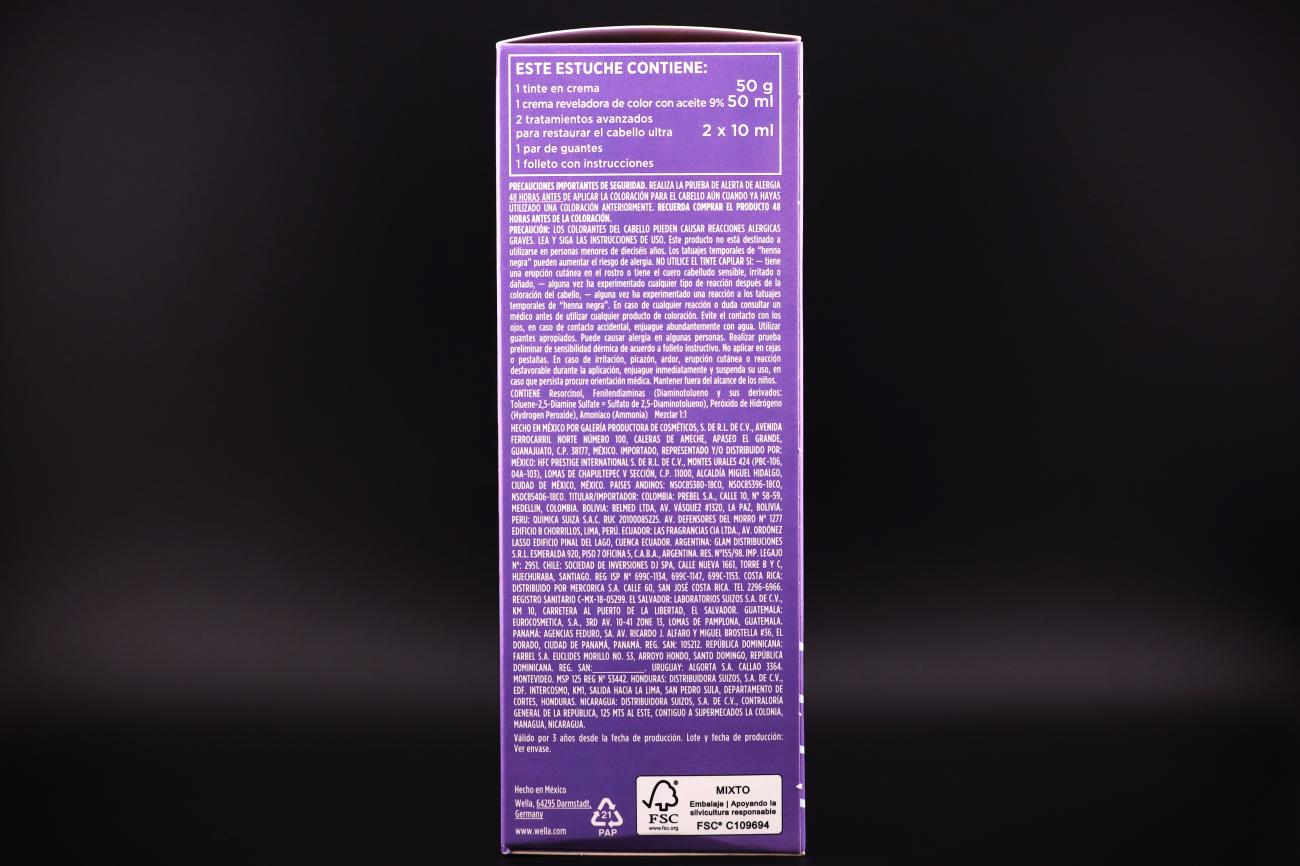 ESTE ESTUCHE CONTIENE:
1 tinte en crema 50 g
1 crema reveladora de color con aceite 9% 50 ml
2 tratamientos avanzados
para restaurar el cabello ultra 2 x 10 ml
1 par de guantes
1 folleto con instrucciones
PRECAUCIONES IMPORTANTES DE SEGURIDAD. REALIZA LA PRUEBA DE ALERTA DE ALERGIA
48 HORAS ANTES DE APLICAR LA COLORACIÓN PARA EL CABELLO AÚN CUANDO YA HAYAS
UTILIZADO UNA COLORACIÓN ANTERIORMENTE. RECUERDA COMPRAR EL PRODUCTO 48
HORAS ANTES DE LA COLORACIÓN.
PRECAUCIÓN: LOS COLORANTES DEL CABELLO PUEDEN CAUSAR REACCIONES ALERGICAS
GRAVES. LEA Y SIGA LAS INSTRUCCIONES DE USO. Este producto no está destinado a
utilizarse en personas menores de dieciséis años. Los tatuajes temporales de "henna
negra" pueden aumentar el riesgo de alergia. NO UTILICE EL TINTE CAPILAR SI: — tiene
una erupción cutánea en el rostro o tiene el cuero cabelludo sensible, irritado o
dañado, — alguna vez ha experimentado cualquier tipo de reacción después de la
coloración del cabello, — alguna vez ha experimentado una reacción a los tatuajes
temporales de "henna negra". En caso de cualquier reacción o duda consultar un
médico antes de utilizar cualquier producto de coloración. Evite el contacto con los
ojos, en caso de contacto accidental, enjuague abundantemente con agua. Utilizar
guantes apropiados. Puede causar alergia en algunas personas. Realizar prueba
preliminar de sensibilidad dérmica de acuerdo a folleto instructivo. No aplicar en cejas
o pestañas. En caso de irritación, picazón, ardor, erupción cutánea o reacción
desfavorable durante la aplicación, enjuague inmediatamente y suspenda su uso, en
caso que persista procure orientación médica. Mantener fuera del alcance de los niños.
CONTIENE Resorcinol, Fenilendiaminas (Diaminotolueno y sus derivados:
Toluene-2,5-Diamine Sulfate = Sulfato de 2,5-Diaminotolueno), Peróxido de Hidrógeno
(Hydrogen Peroxide), Amoníaco (Ammonia) Mezclar 1:1
HECHO EN MÉXICO POR GALERÍA PRODUCTORA DE COSMÉTICOS, S. DE R.L. DE C.V., AVENIDA
FERROCARRIL NORTE NÚMERO 100, CALERAS DE AMECHE, APASEO EL GRANDE,
GUANAJUATO, C.P. 38177, MÉXICO. IMPORTADO, REPRESENTADO Y/O DISTRIBUIDO POR:
MÉXICO: HFC PRESTIGE INTERNATIONAL S. DE R.L. DE C.V., MONTES URALES 424 (PBC-106,
04A-103), LOMAS DE CHAPULTEPEC V SECCIÓN, C.P. 11000, ALCALDÍA MIGUEL HIDALGO,
CIUDAD DE MÉXICO, MÉXICO. PAISES ANDINOS: NSOC85380-18CO, NSOC85396-18CO,
NSOC85406-18CO. TITULAR/IMPORTADOR: COLOMBIA: PREBEL S.A., CALLE 10, N° 58-59,
MEDELLIN, COLOMBIA. BOLIVIA: BELMED LTDA, AV. VÁSQUEZ #1320, LA PAZ, BOLIVIA.
PERU: QUIMICA SUIZA S.A.C. RUC 20100085225. AV. DEFENSORES DEL MORRO N° 1277
EDIFICIO B CHORRILLOS, LIMA, PERÚ. ECUADOR: LAS FRAGRANCIAS CIA LTDA., AV. ORDÓNEZ
LASSO EDIFICIO PINAL DEL LAGO, CUENCA ECUADOR. ARGENTINA: GLAM DISTRIBUCIONES
S.R.L. ESMERALDA 920, PISO 7 OFICINA 5, C.A.B.A., ARGENTINA. RES. N°155/98. IMP. LEGAJO
N°: 2951. CHILE: SOCIEDAD DE INVERSIONES DJ SPA, CALLE NUEVA 1661, TORRE B Y C,
HUECHURABA, SANTIAGO. REG ISP N° 699C-1134, 699C-1147, 699C-1153. COSTA RICA:
DISTRIBUIDO POR MERCORICA S.A. CALLE 60, SAN JOSÉ COSTA RICA. TEL 2296-6966.
REGISTRO SANITARIO C-MX-18-05299. EL SALVADOR: LABORATORIOS SUIZOS S.A. DE C.V.,
KM 10, CARRETERA AL PUERTO DE LA LIBERTAD, EL SALVADOR. GUATEMALA:
EUROCOSMETICA, S.A., 3RD AV. 10-41 ZONE 13, LOMAS DE PAMPLONA, GUATEMALA.
PANAMÁ: AGENCIAS FEDURO, SA. AV. RICARDO J. ALFARO Y MIGUEL BROSTELLA #36, EL
DORADO, CIUDAD DE PANAMÁ, PANAMÁ. REG. SAN: 105212. REPÚBLICA DOMINICANA:
FARBEL S.A. EUCLIDES MORILLO NO. 53, ARROYO HONDO, SANTO DOMINGO, REPÚBLICA
DOMINICANA. REG. SAN:__________. URUGUAY: ALGORTA S.A. CALLAO 3364.
MONTEVIDEO. MSP 125 REG N° 53442. HONDURAS: DISTRIBUIDORA SUIZOS, S.A. DE C.V.,
EDF. INTERCOSMO, KM1, SALIDA HACIA LA LIMA, SAN PEDRO SULA, DEPARTAMENTO DE
CORTES, HONDURAS. NICARAGUA: DISTRIBUIDORA SUIZOS, S.A. DE C.V., CONTRALORÍA
GENERAL DE LA REPÚBLICA, 125 MTS AL ESTE, CONTIGUO A SUPERMECADOS LA COLONIA,
MANAGUA, NICARAGUA.
Válido por 3 años desde la fecha de producción. Lote y fecha de producción:
Ver envase.
Hecho en México
Wella, 64295 Darmstadt,
Germany
www.wella.com
21
PAP
FSC
www.fsc.org
MIXTO
Embalaje | Apoyando la
silvicultura responsable
FSC® C109694